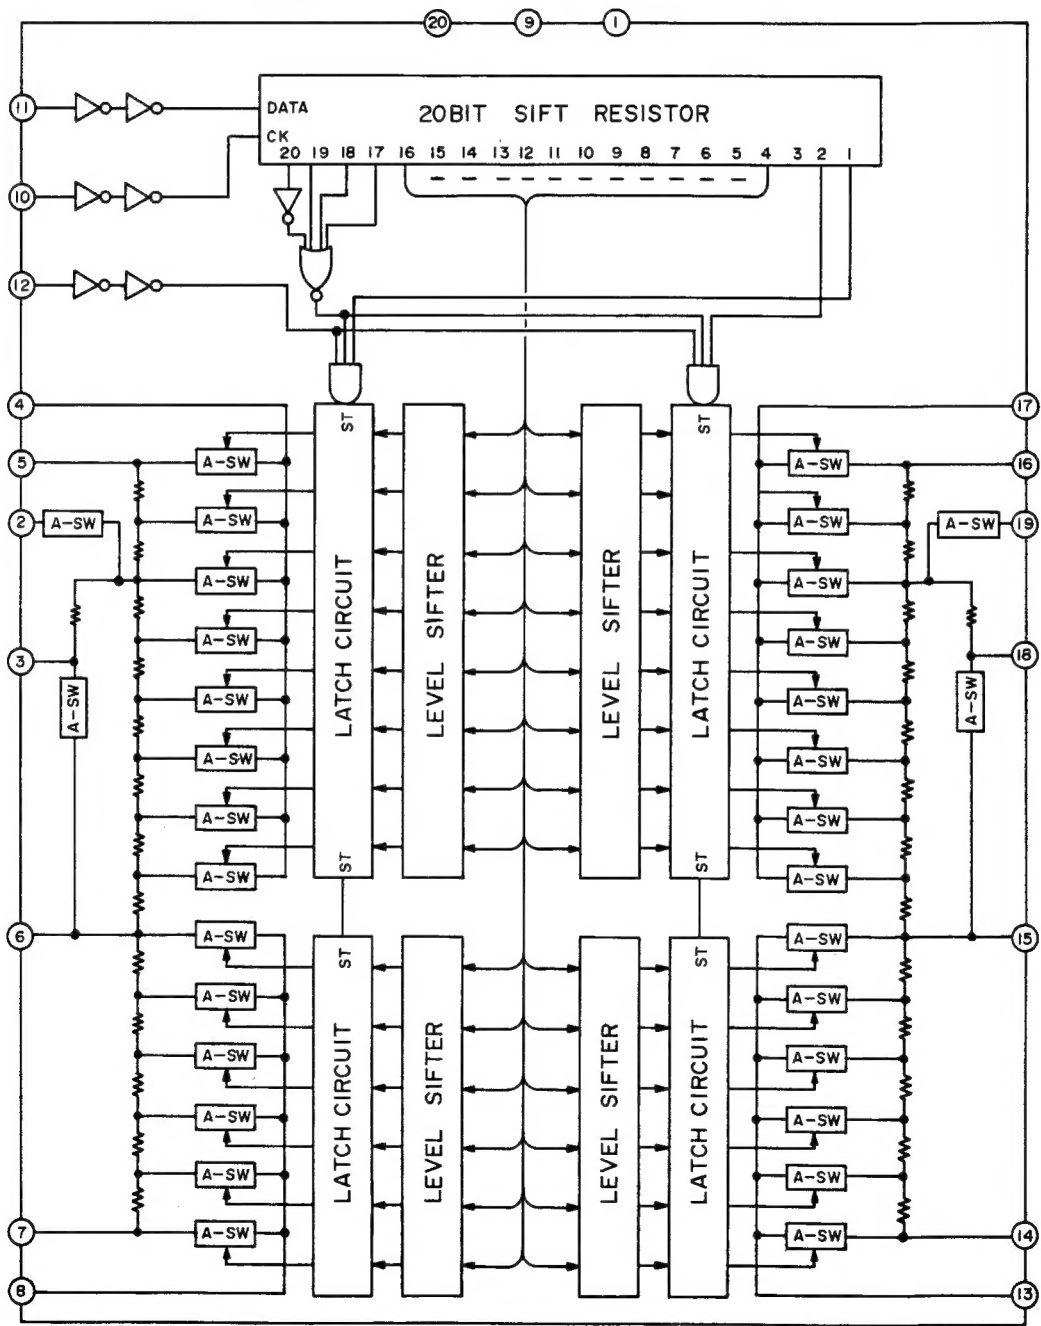 20 9 1
11 DATA 20BIT SIFT RESISTOR
CK
20 19 18 17 16 15 14 13 12 11 10 9 8 7 6 5 4 3 2 1
10
12
4 ST ST 17
5 A-SW A-SW 16
A-SW A-SW
2 A-SW A-SW 19
A-SW A-SW
LATCH CIRCUIT LEVEL SIFTER LEVEL SIFTER LATCH CIRCUIT
A-SW A-SW
3 18
A-SW A-SW
A-SW A-SW
A-SW A-SW
A-SW A-SW
A-SW A-SW
ST ST
6 A-SW A-SW 15
ST ST
A-SW A-SW
A-SW A-SW
LATCH CIRCUIT LEVEL SIFTER LEVEL SIFTER LATCH CIRCUIT
A-SW A-SW
A-SW A-SW
7 A-SW A-SW 14
8 13